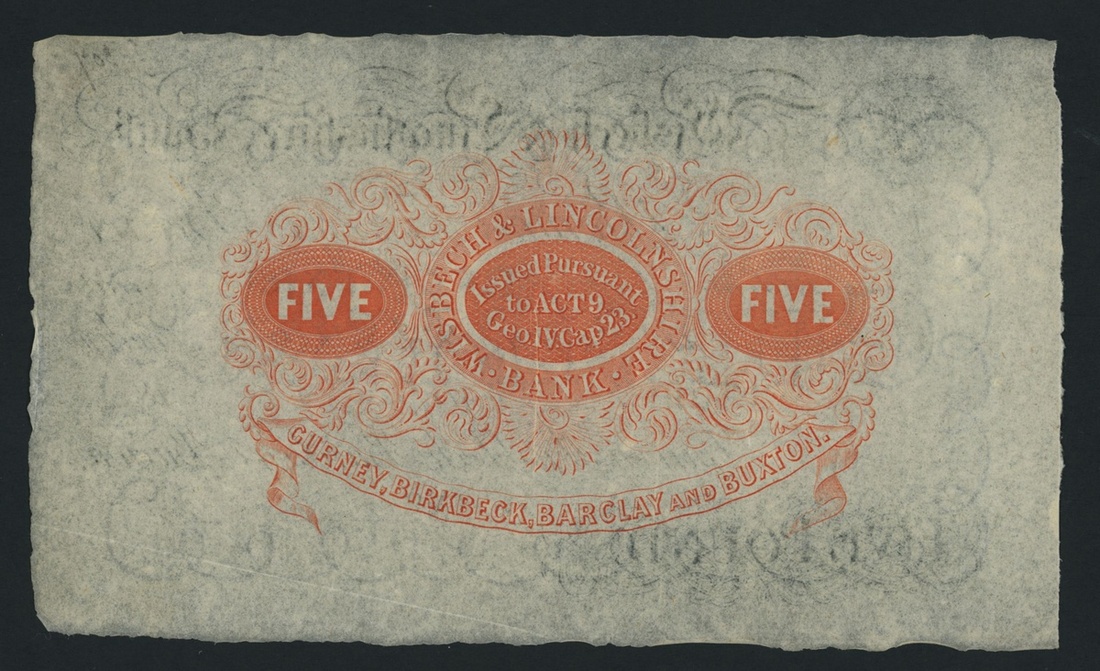 WISBECH & LINCOLNSHIRE
BANK
Issued Pursuant
to ACT 9,
Geo IV Cap 23.
FIVE
FIVE
GURNEY, BIRKBECK, BARCLAY AND BUXTON.